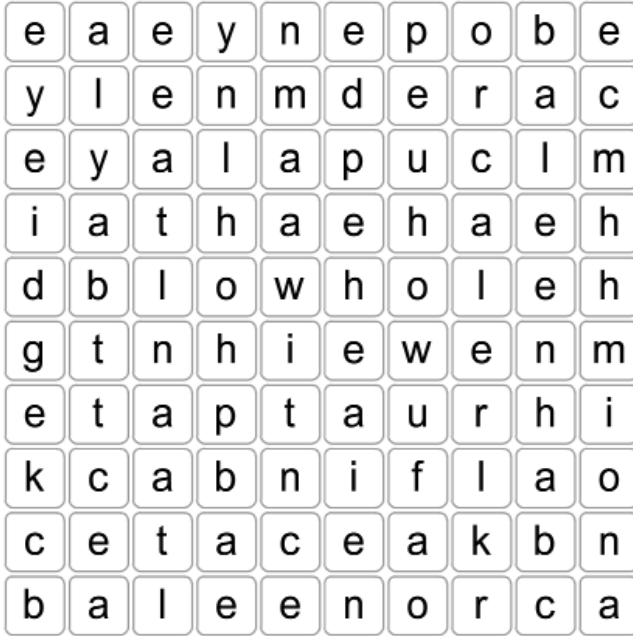 e a e y n e p o b e
y l e n m d e r a c
e y a l a p u c l m
i a t h a e h a e h
d b l o w h o l e h
g t n h i e w e n m
e t a p t a u r h i
k c a b n i f l a o
c e t a c e a k b n
b a l e e n o r c a